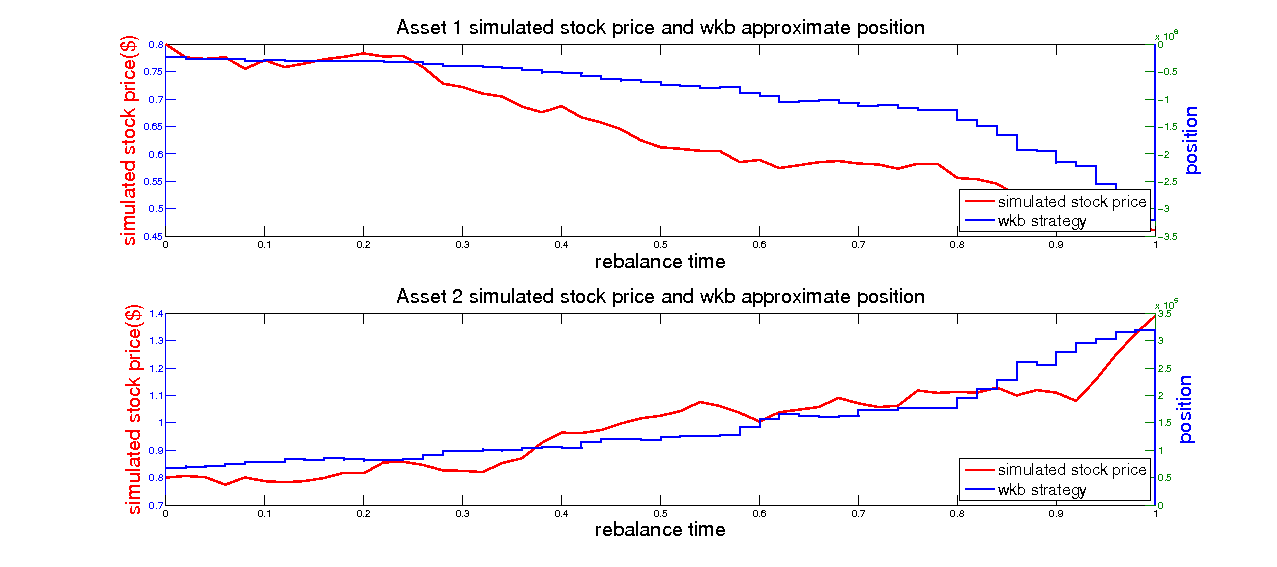 Asset 1 simulated stock price and wkb approximate position
simulated stock price($)
0.8
0.75
0.7
0.65
0.6
0.55
0.5
0.45
0 0.1 0.2 0.3 0.4 0.5 0.6 0.7 0.8 0.9 1
rebalance time
0
−0.5
−1
−1.5
−2
−2.5
−3
−3.5
position
simulated stock price
wkb strategy
Asset 2 simulated stock price and wkb approximate position
simulated stock price($)
1.4
1.3
1.2
1.1
1
0.9
0.8
0.7
0 0.1 0.2 0.3 0.4 0.5 0.6 0.7 0.8 0.9 1
rebalance time
3.5
3
2.5
2
1.5
1
0.5
0
position
simulated stock price
wkb strategy